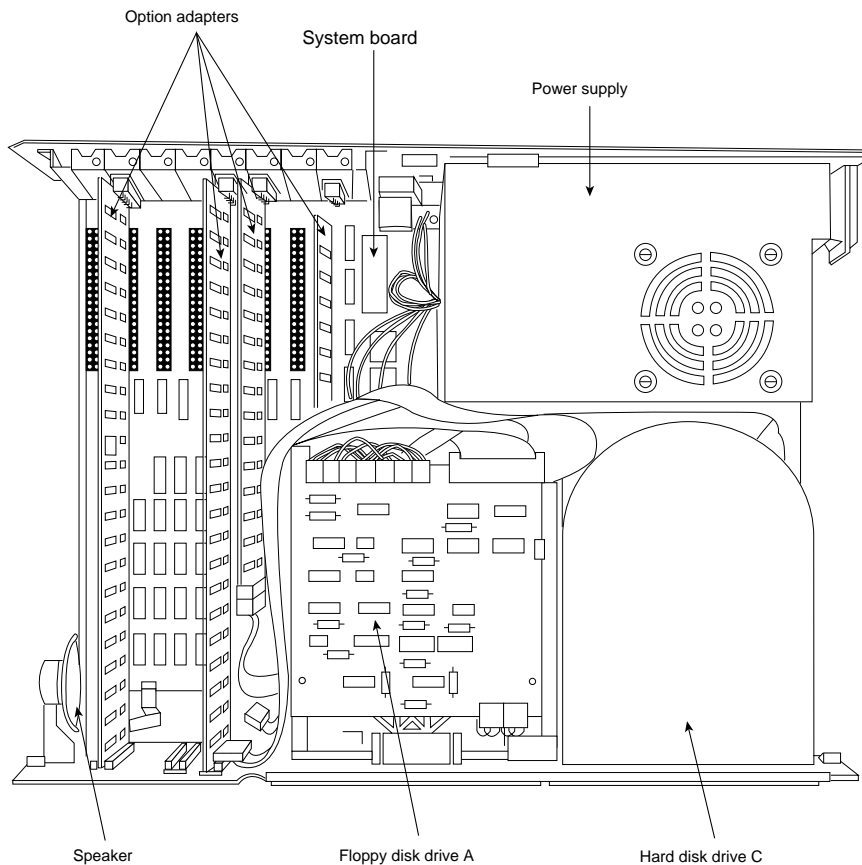 Option adapters
System board
Power supply
Speaker
Floppy disk drive A
Hard disk drive C